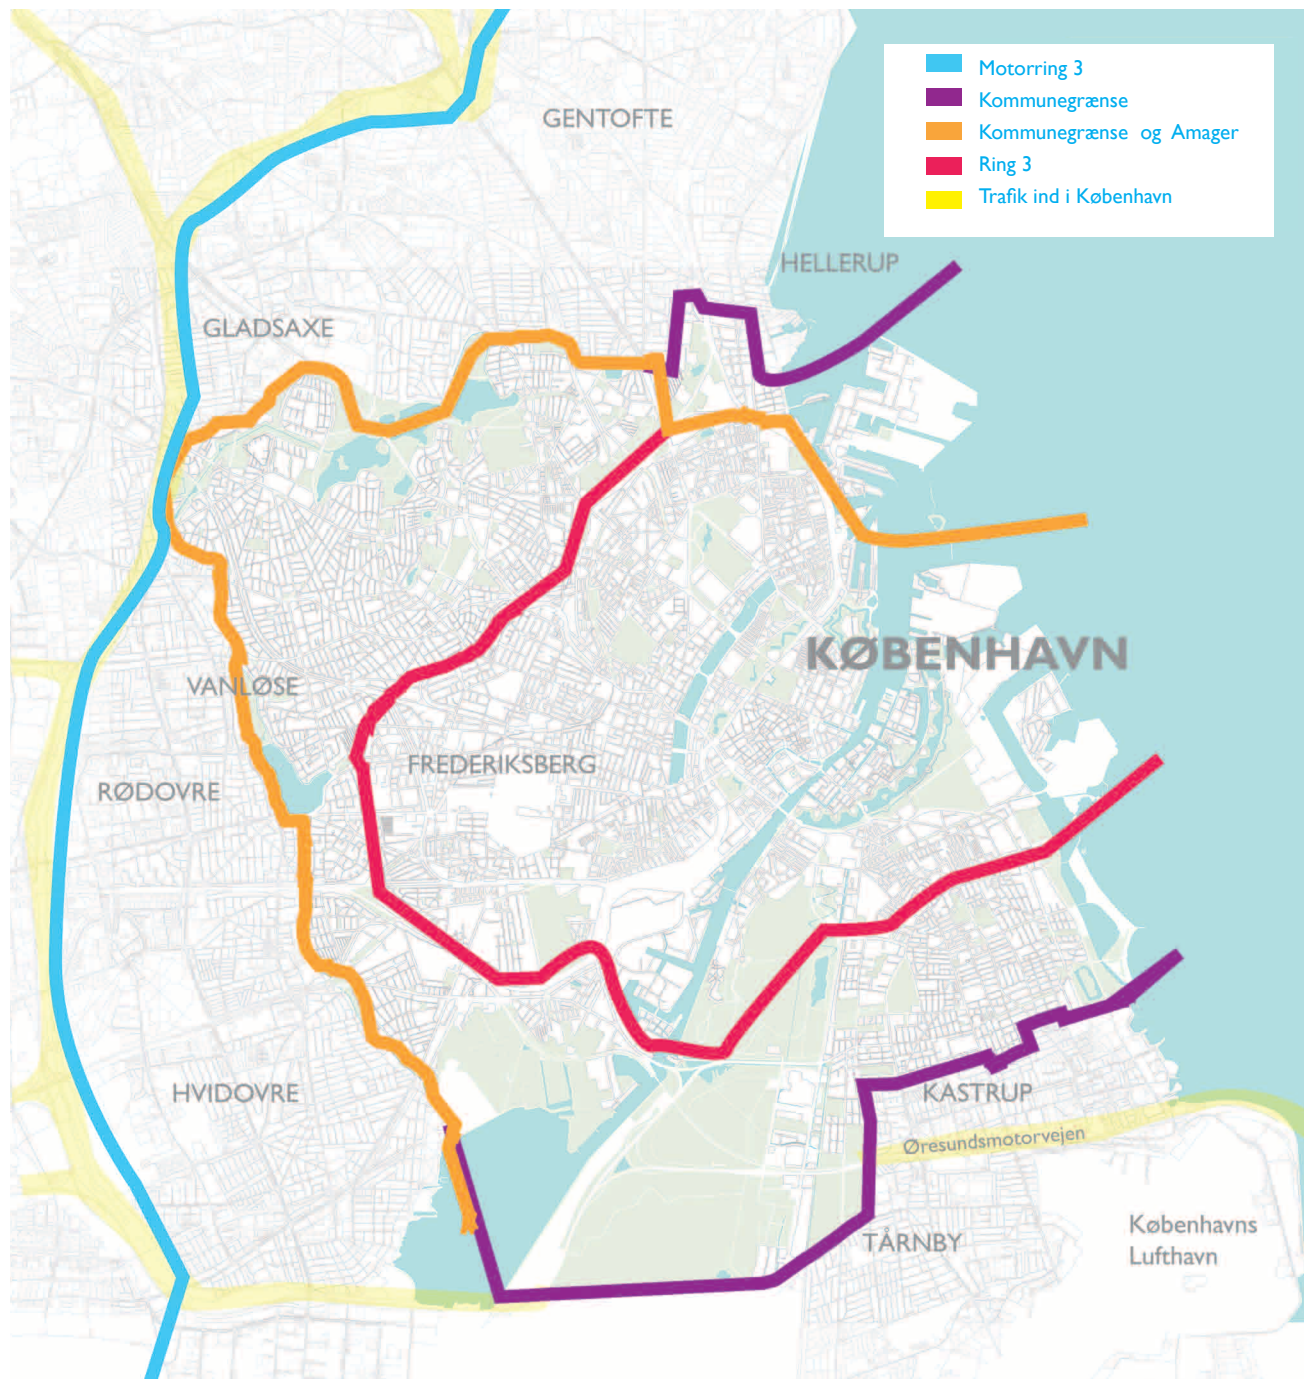 Motorring 3
Kommunegrænse
Kommunegrænse og Amager
Ring 3
Trafik ind i København
GENTOFTE
HELLERUP
GLADSAXE
KØBENHAVN
VANLØSE
FREDERIKSBERG
RØDOVRE
HVIDOVRE
KASTRUP
Øresundsmotorvejen
TÅRNBY
Københavns
Lufthavn